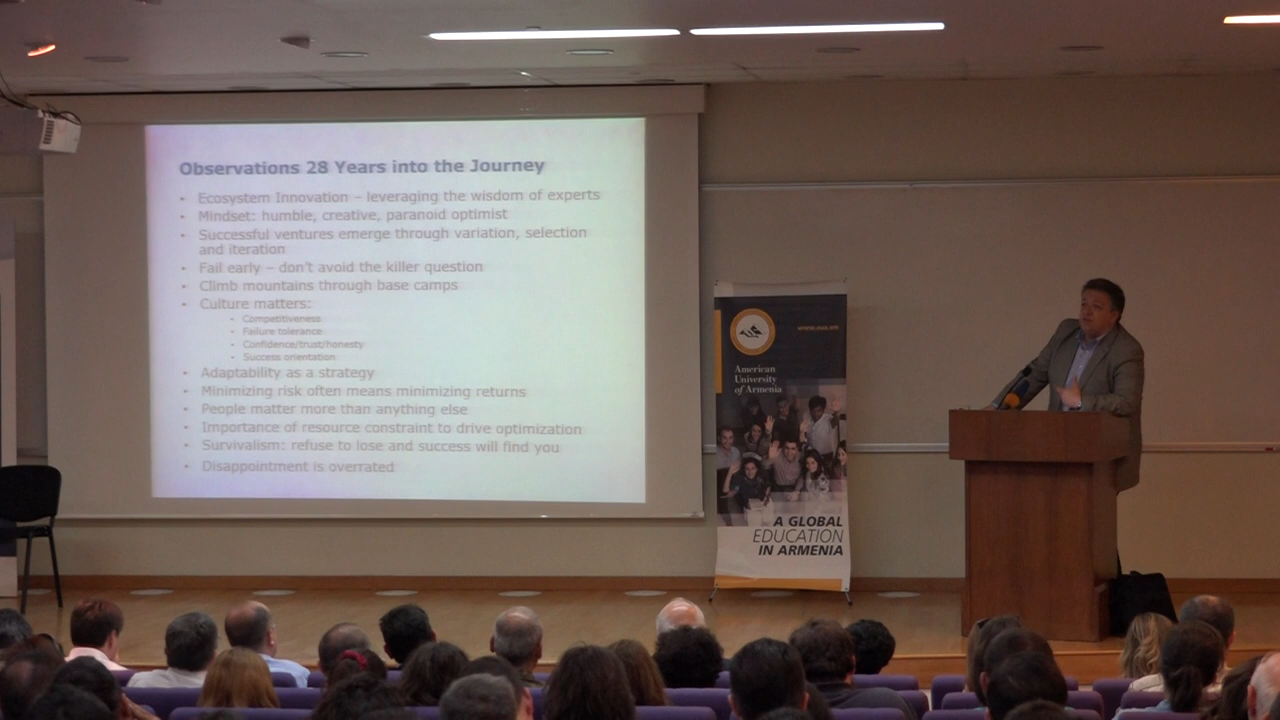 Observations 28 Years into the Journey
• Ecosystem Innovation – leveraging the wisdom of experts
• Mindset: humble, creative, paranoid optimist
• Successful ventures emerge through variation, selection
and iteration
• Fail early – don't avoid the killer question
• Climb mountains through base camps
• Culture matters:
• Competitiveness
• Failure tolerance
• Confidence/trust/honesty
• Success orientation
• Adaptability as a strategy
• Minimizing risk often means minimizing returns
• People matter more than anything else
• Importance of resource constraint to drive optimization
• Survivalism: refuse to lose and success will find you
• Disappointment is overrated
www.aua.am
American
University
of Armenia
A GLOBAL
EDUCATION
IN ARMENIA